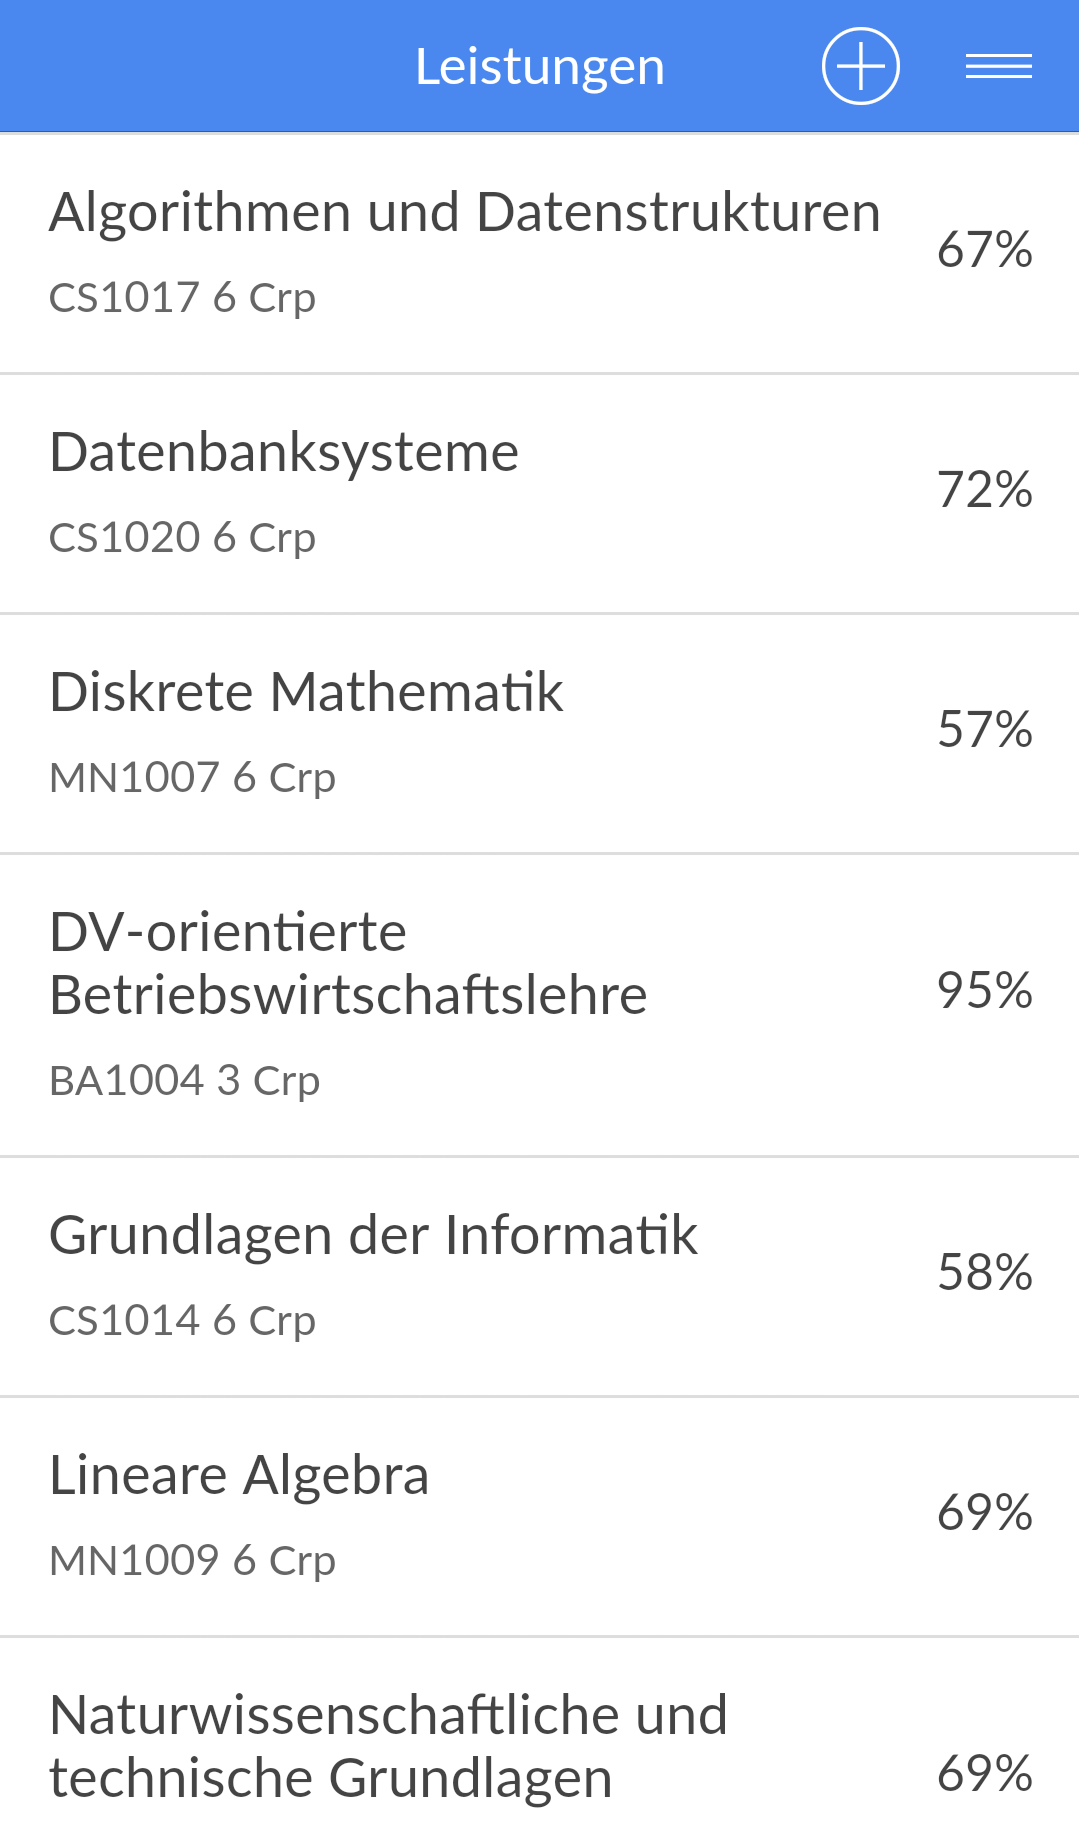 Leistungen
Algorithmen und Datenstrukturen
67%
CS1017 6 Crp
Datenbanksysteme
72%
CS1020 6 Crp
Diskrete Mathematik
57%
MN1007 6 Crp
DV-orientierte
Betriebswirtschaftslehre
95%
BA1004 3 Crp
Grundlagen der Informatik
58%
CS1014 6 Crp
Lineare Algebra
69%
MN1009 6 Crp
Naturwissenschaftliche und
technische Grundlagen
69%